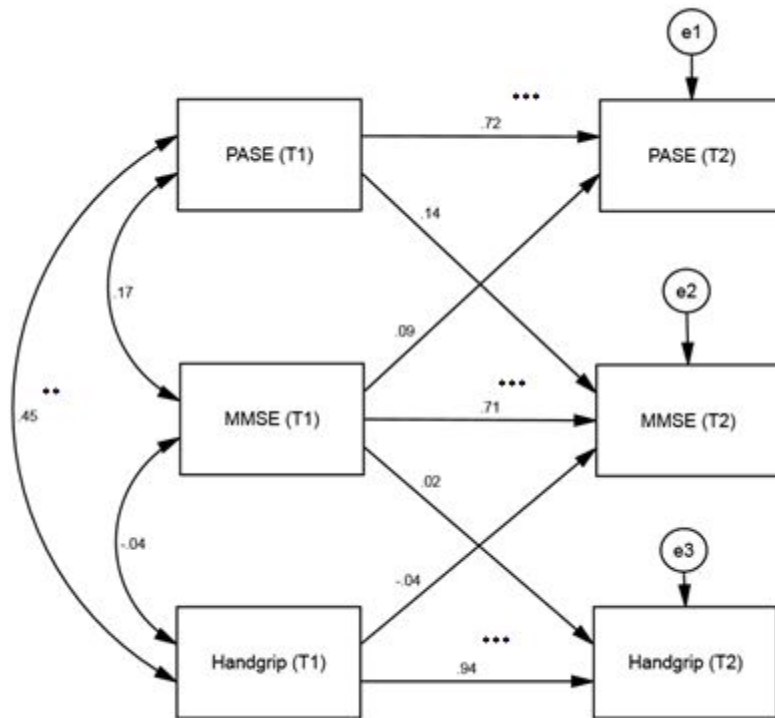 e1
***
PASE (T1)
.72
PASE (T2)
.14
.17
e2
.09
**
***
.45
MMSE (T1)
.71
MMSE (T2)
.02
-.04
e3
-.04
***
Handgrip (T1)
.94
Handgrip (T2)